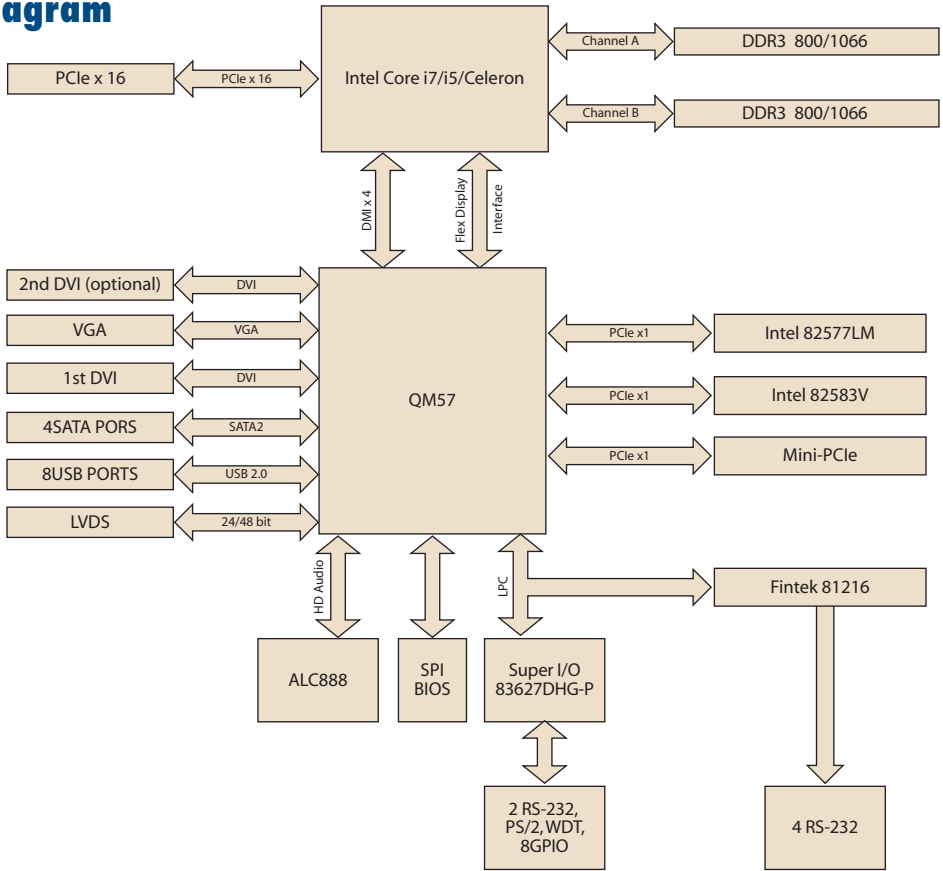 agram
PCIe x 16
PCIe x 16
Intel Core i7/i5/Celeron
Channel A
DDR3 800/1066
Channel B
DDR3 800/1066
DMI x 4
Flex Display
Interface
2nd DVI (optional)
DVI
VGA
VGA
1st DVI
DVI
4SATA PORS
SATA2
8USB PORTS
USB 2.0
LVDS
24/48 bit
QM57
PCIe x1
Intel 82577LM
PCIe x1
Intel 82583V
PCIe x1
Mini-PCIe
HD Audio
LPC
Fintek 81216
ALC888
SPI
BIOS
Super I/O
83627DHG-P
2 RS-232,
PS/2, WDT,
8GPIO
4 RS-232